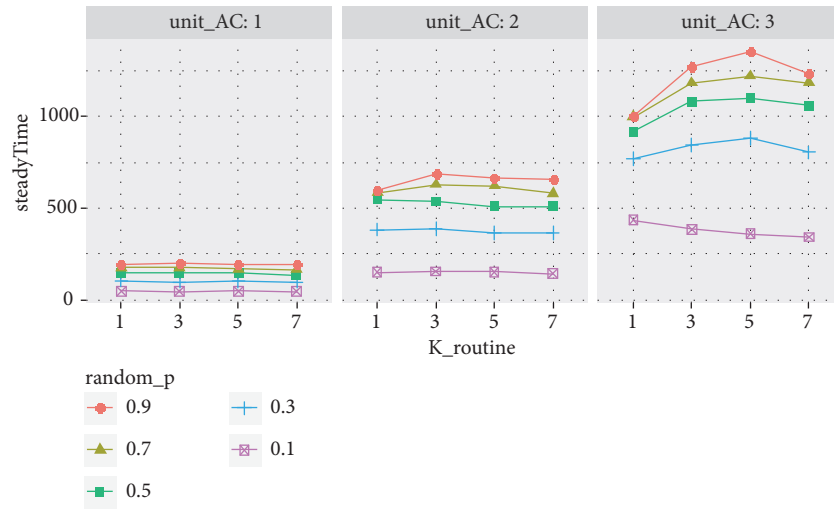 unit_AC: 1 unit_AC: 2 unit_AC: 3
steadyTime
1000
500
0
1 3 5 7 1 3 5 7 1 3 5 7
K_routine
random_p
0.9 0.3
0.7 0.1
0.5